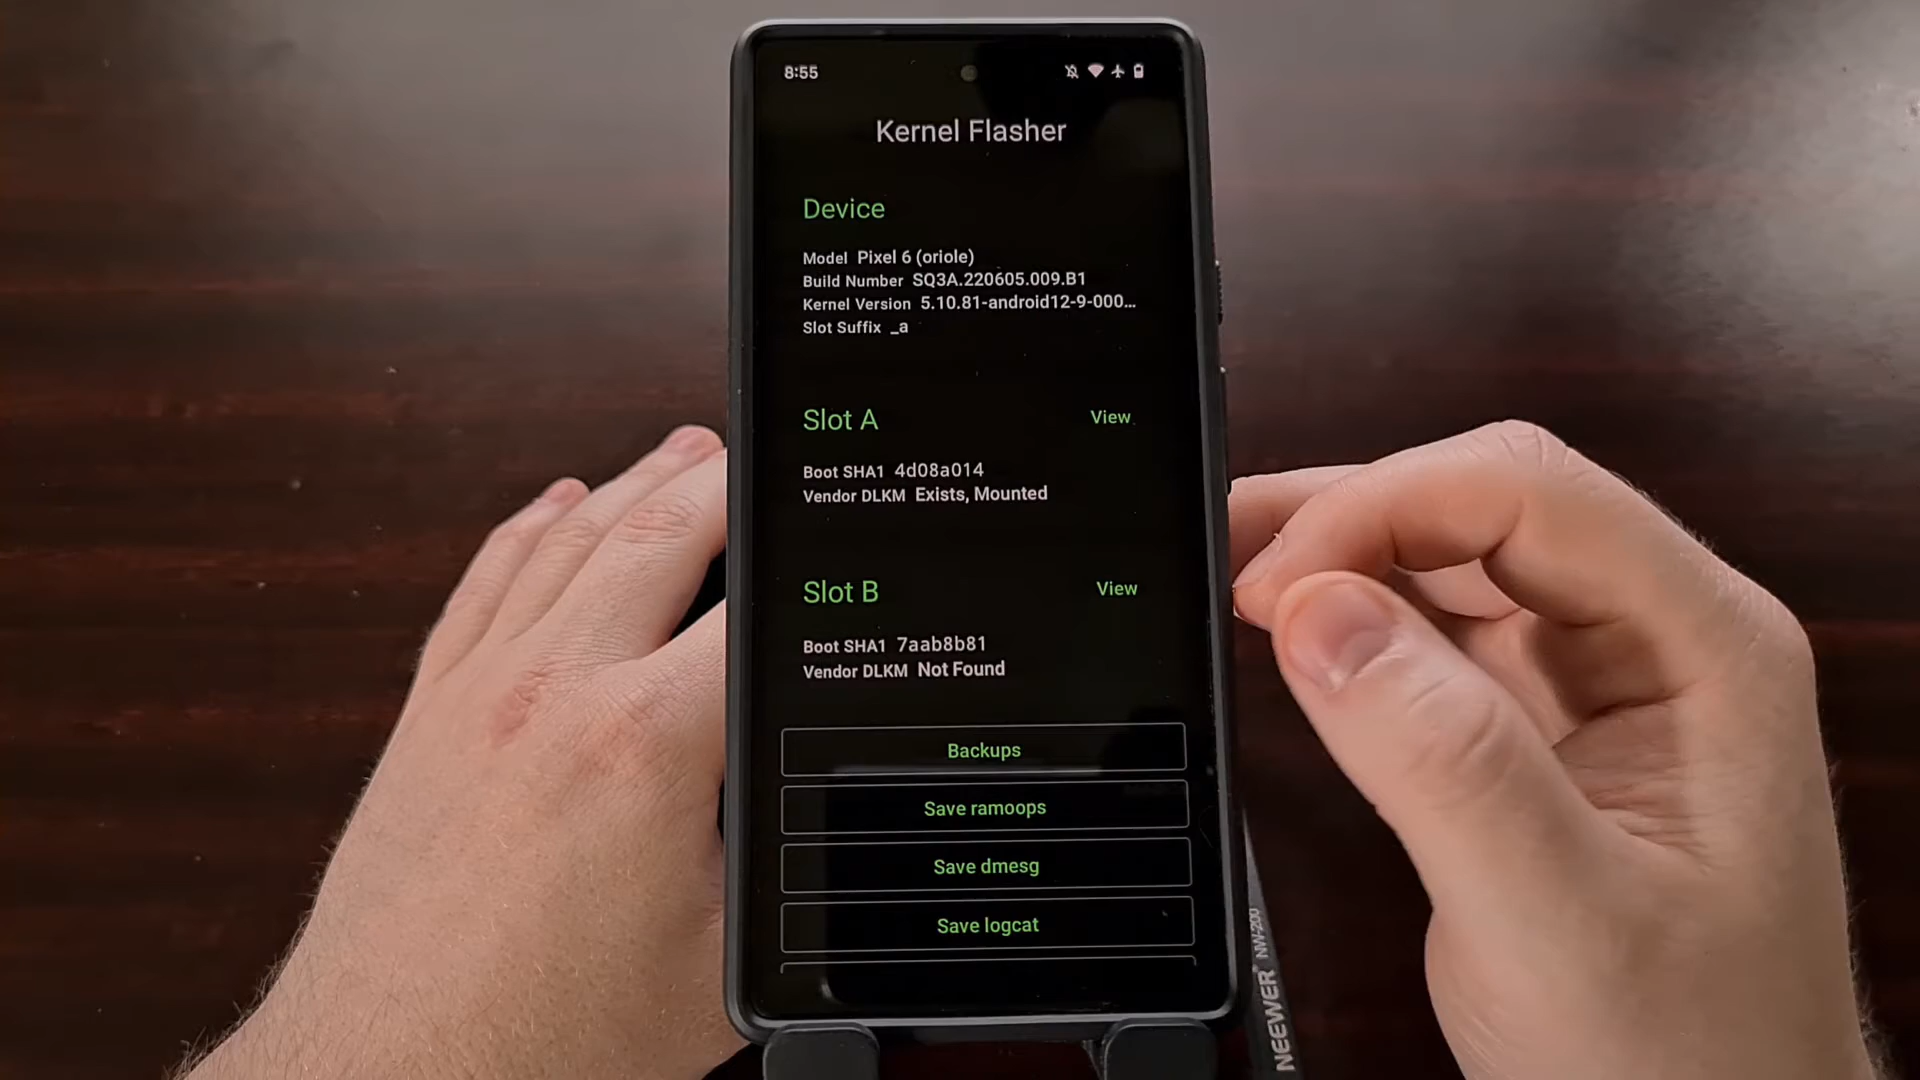 8:55
Kernel Flasher
Device
Model Pixel 6 (oriole)
Build Number SQ3A.220605.009.B1
Kernel Version 5.10.81-android12-9-000...
Slot Suffix _a
Slot A View
Boot SHA1 4d08a014
Vendor DLKM Exists, Mounted
Slot B View
Boot SHA1 7aab8b81
Vendor DLKM Not Found
Backups
Save ramoops
Save dmesg
Save logcat
NEEWER® NW-200